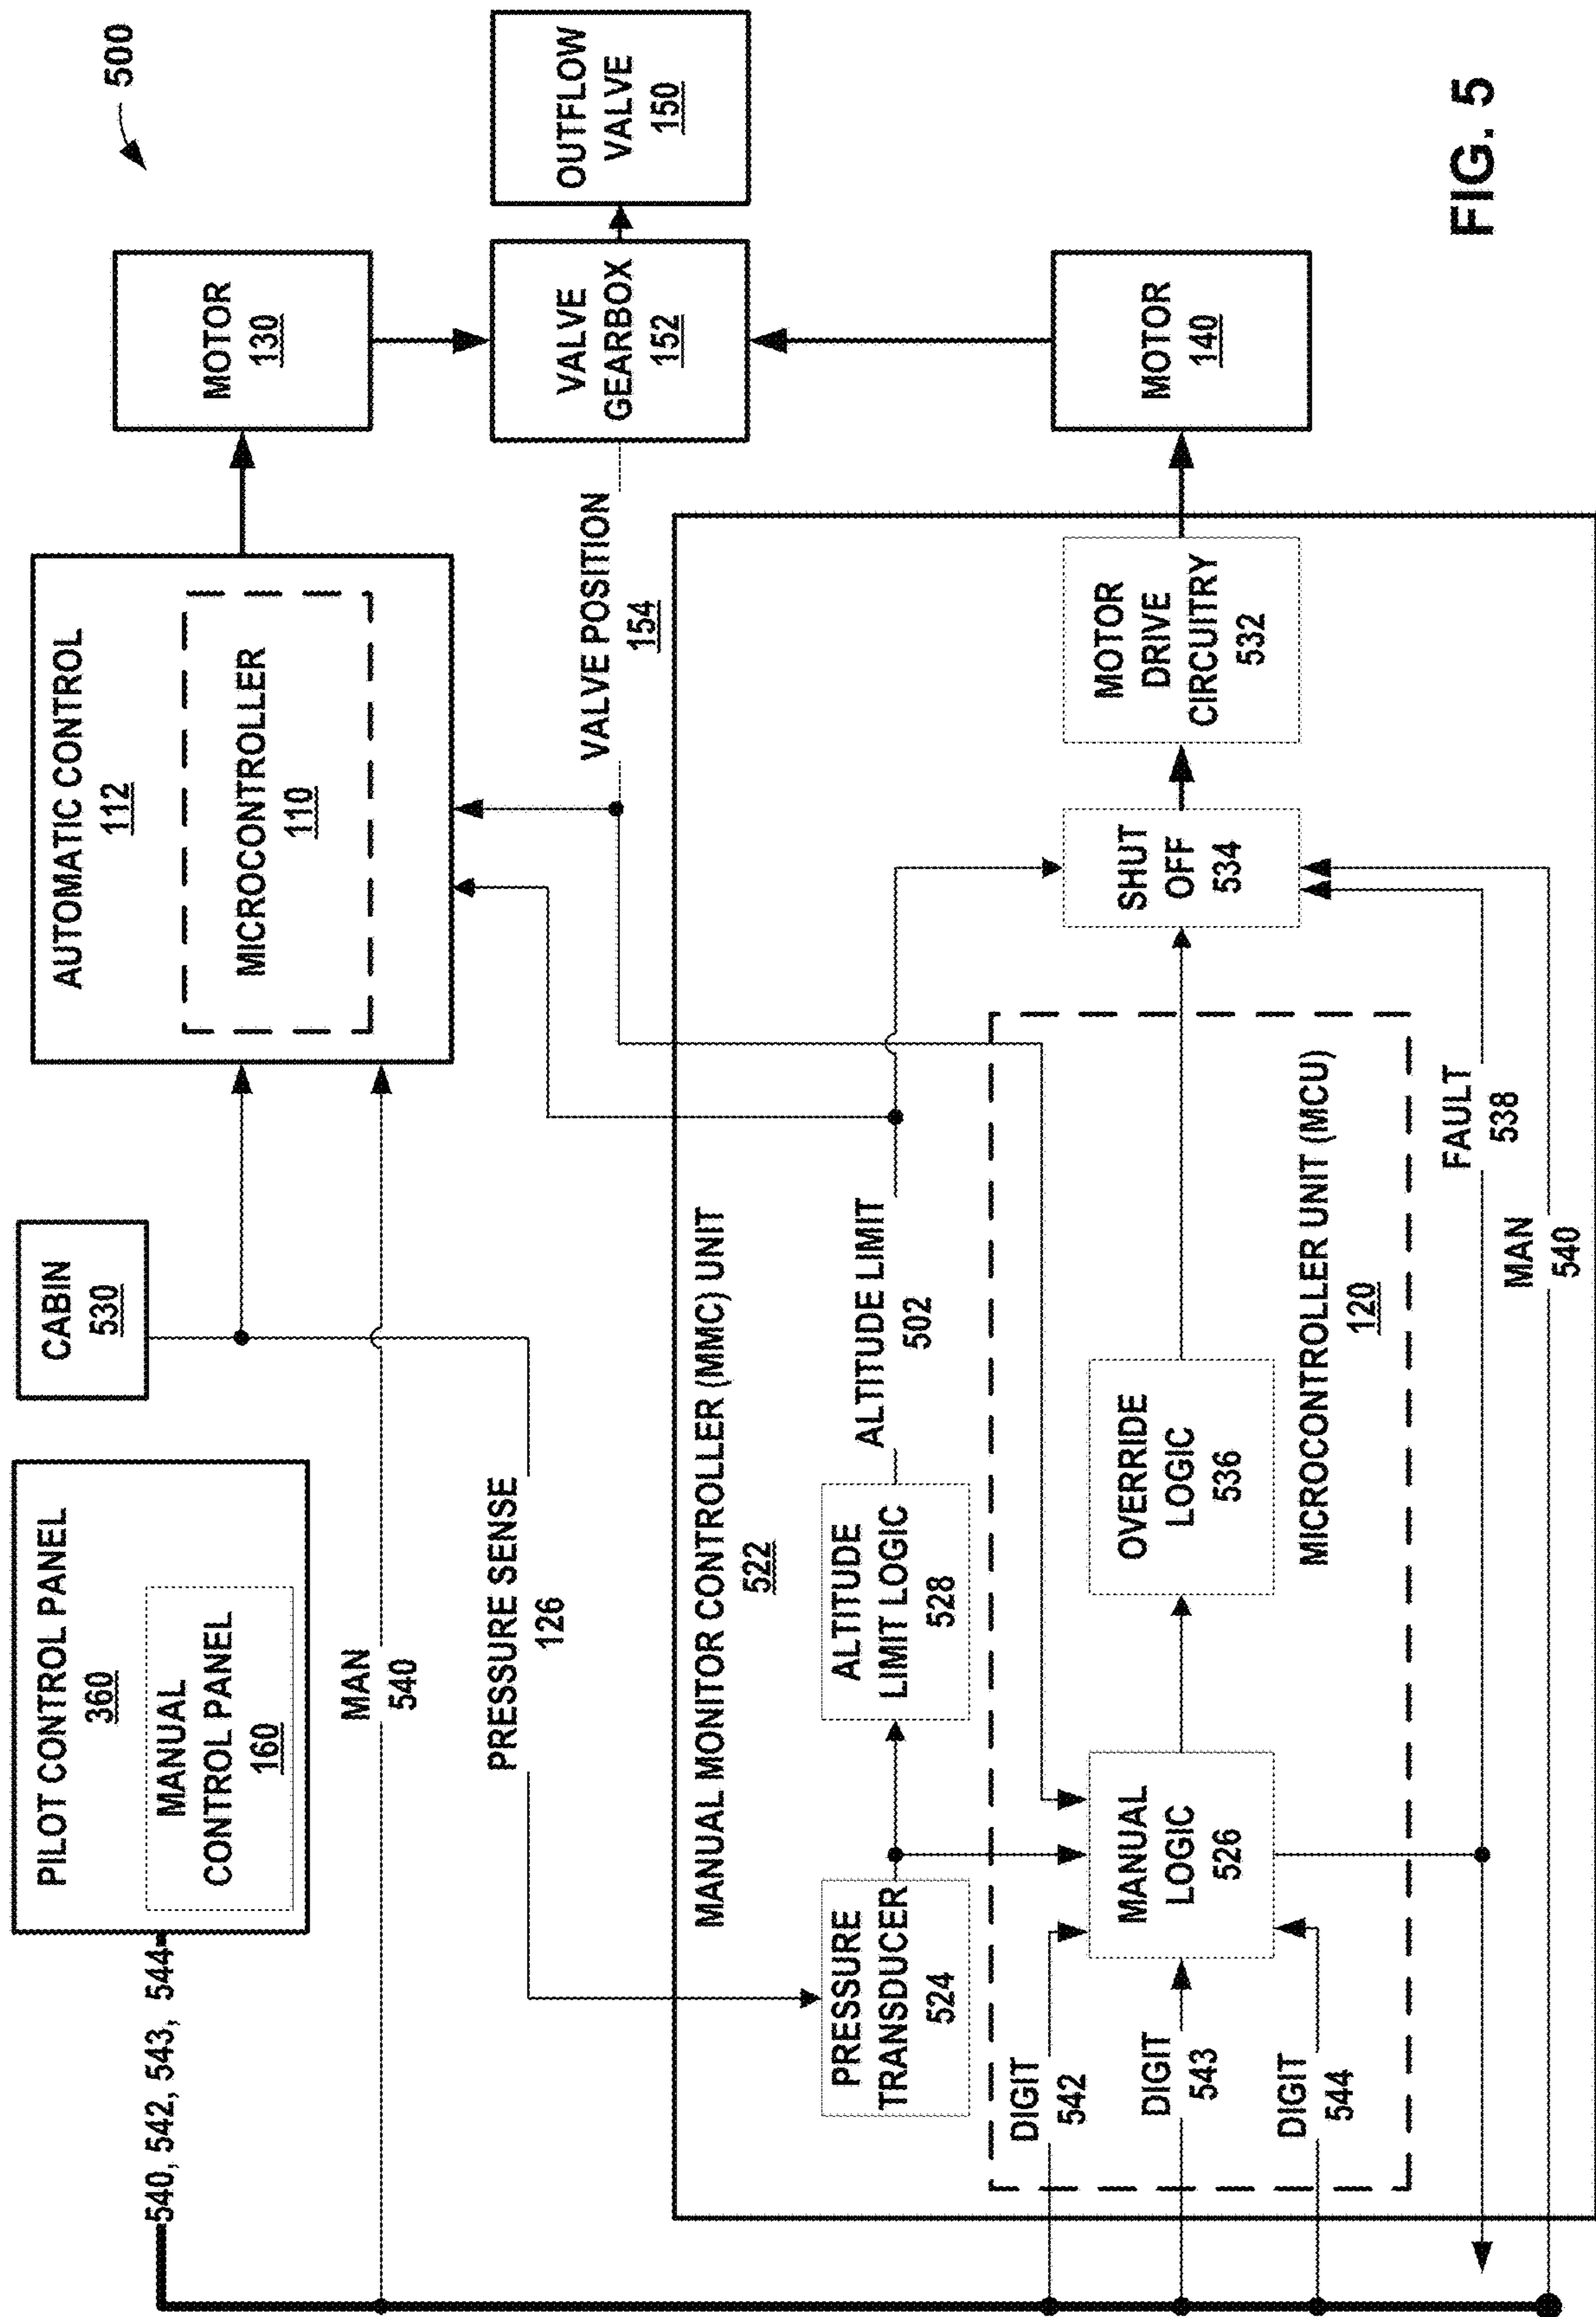 500
PILOT CONTROL PANEL
360
MANUAL
CONTROL PANEL
160
540, 542, 543, 544
CABIN
530
AUTOMATIC CONTROL
112
MICROCONTROLLER
110
MOTOR
130
MAN
540
PRESSURE SENSE
126
VALVE POSITION
154
VALVE
GEARBOX
152
OUTFLOW
VALVE
150
MANUAL MONITOR CONTROLLER (MMC) UNIT
522
PRESSURE
TRANSDUCER
524
ALTITUDE
LIMIT LOGIC
528
ALTITUDE LIMIT
502
DIGIT
542
DIGIT
543
DIGIT
544
MANUAL
LOGIC
526
OVERRIDE
LOGIC
536
SHUT
OFF
534
MOTOR
DRIVE
CIRCUITRY
532
MOTOR
140
MICROCONTROLLER UNIT (MCU)
120
FAULT
538
MAN
540
FIG. 5